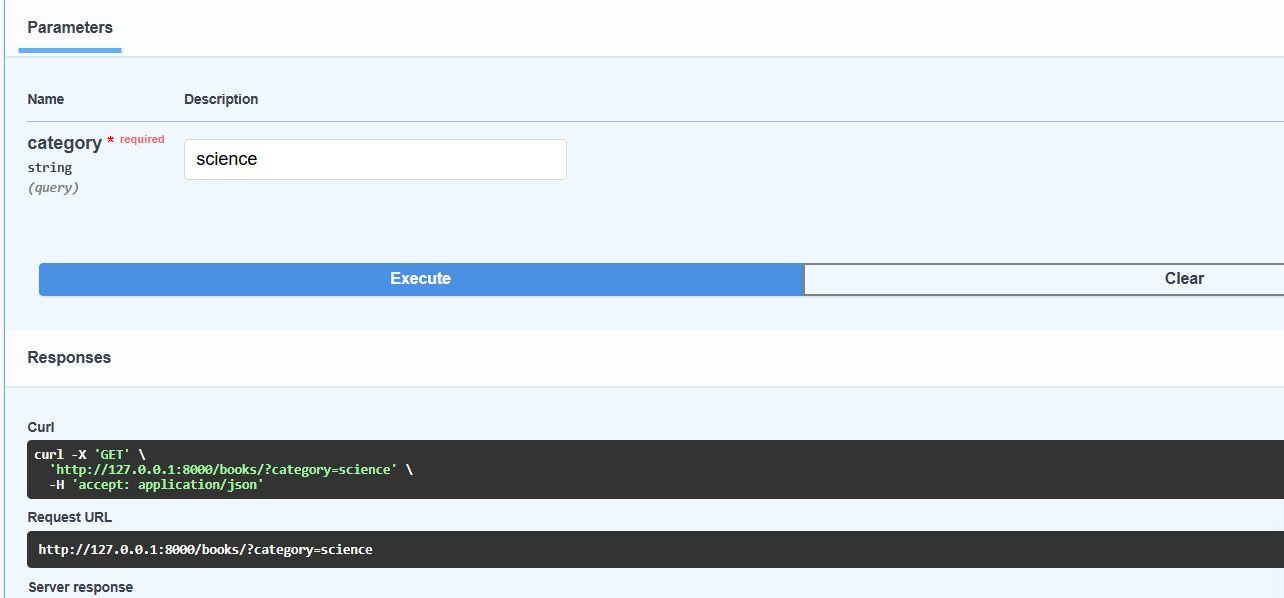 Parameters
Name Description
category * required
string
(query)
science
Execute Clear
Responses
Curl
curl -X 'GET' \
'http://127.0.0.1:8000/books/?category=science' \
-H 'accept: application/json'
Request URL
http://127.0.0.1:8000/books/?category=science
Server response